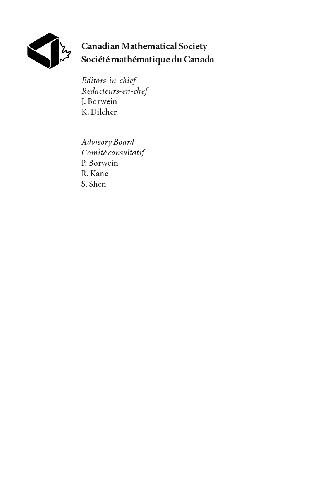 Canadian Mathematical Society
Société mathématique du Canada
Editors-in-chief
Rédacteurs-en-chef
J. Borwein
K. Dilcher
Advisory Board
Comité consultatif
P. Borwein
R. Kane
S. Shen